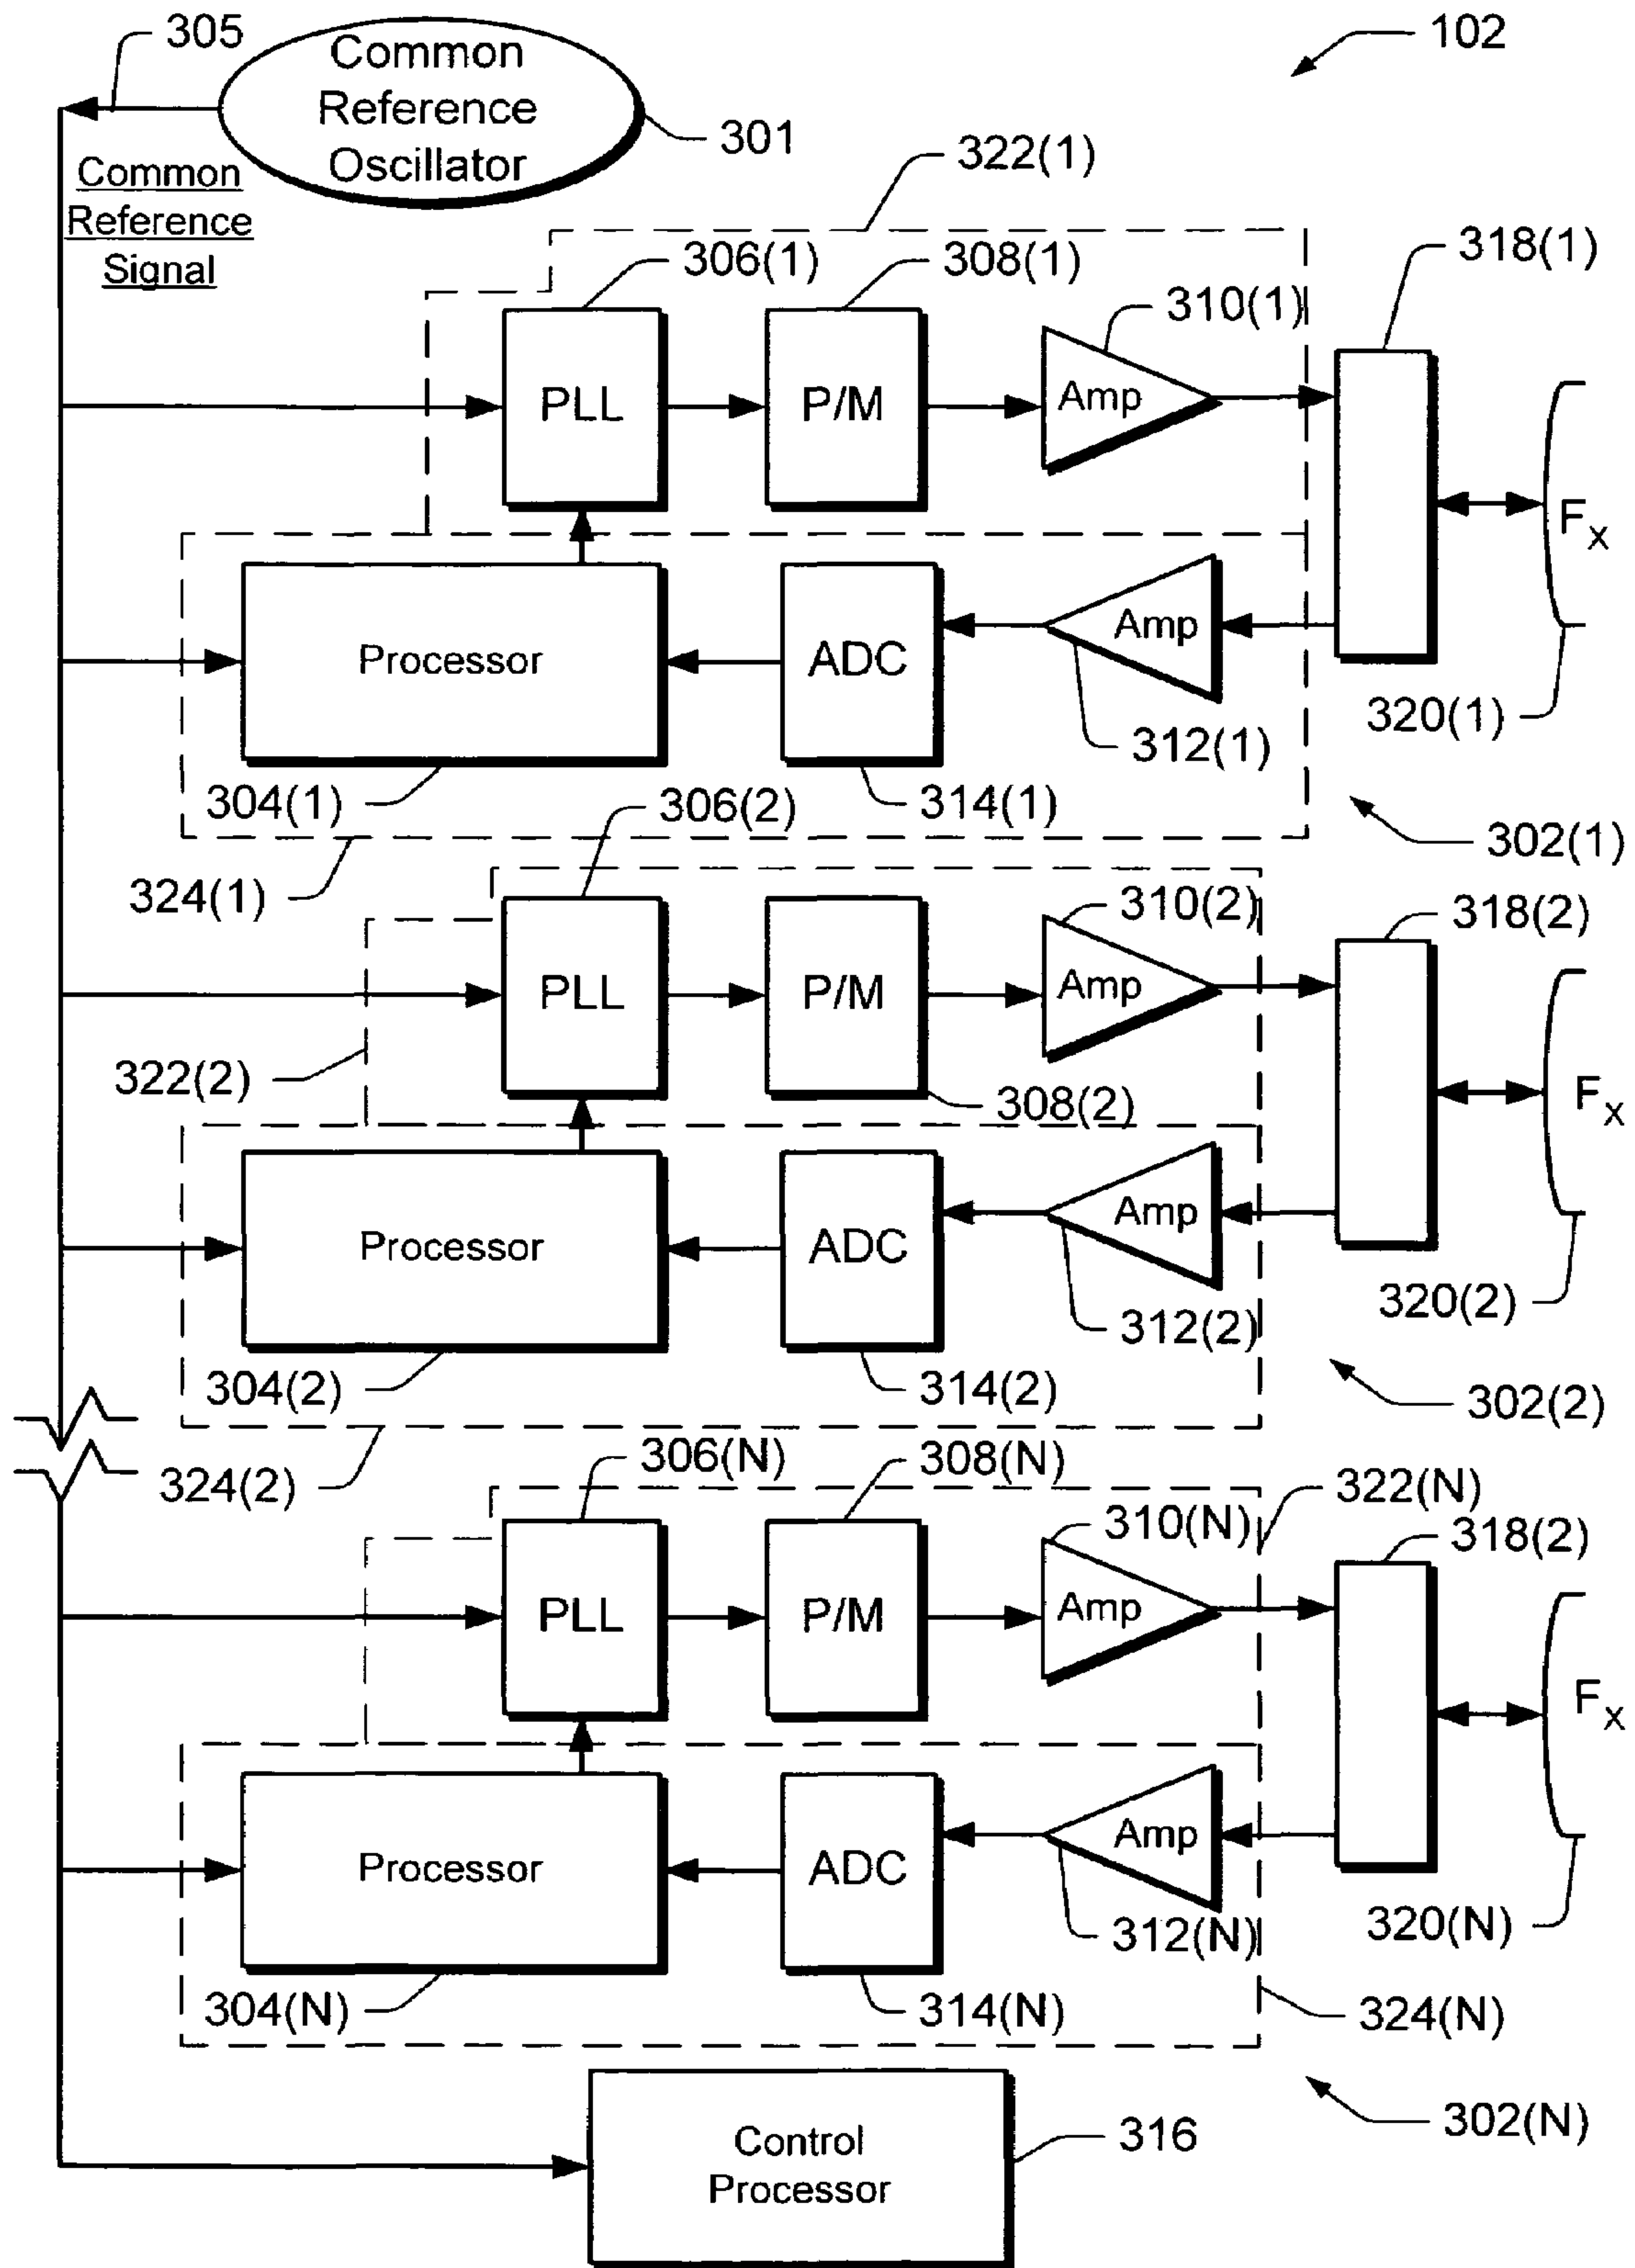 305
Common
Reference
Oscillator
102
301
Common
Reference
Signal
322(1)
306(1)
308(1)
318(1)
310(1)
PLL
P/M
Amp
Fx
Processor
ADC
Amp
320(1)
312(1)
304(1)
306(2)
314(1)
302(1)
324(1)
310(2)
318(2)
PLL
P/M
Amp
322(2)
308(2)
Fx
Processor
ADC
Amp
320(2)
312(2)
304(2)
314(2)
302(2)
324(2)
306(N)
308(N)
322(N)
310(N)
318(2)
PLL
P/M
Amp
Fx
Processor
ADC
Amp
320(N)
312(N)
304(N)
314(N)
324(N)
302(N)
Control
Processor
316